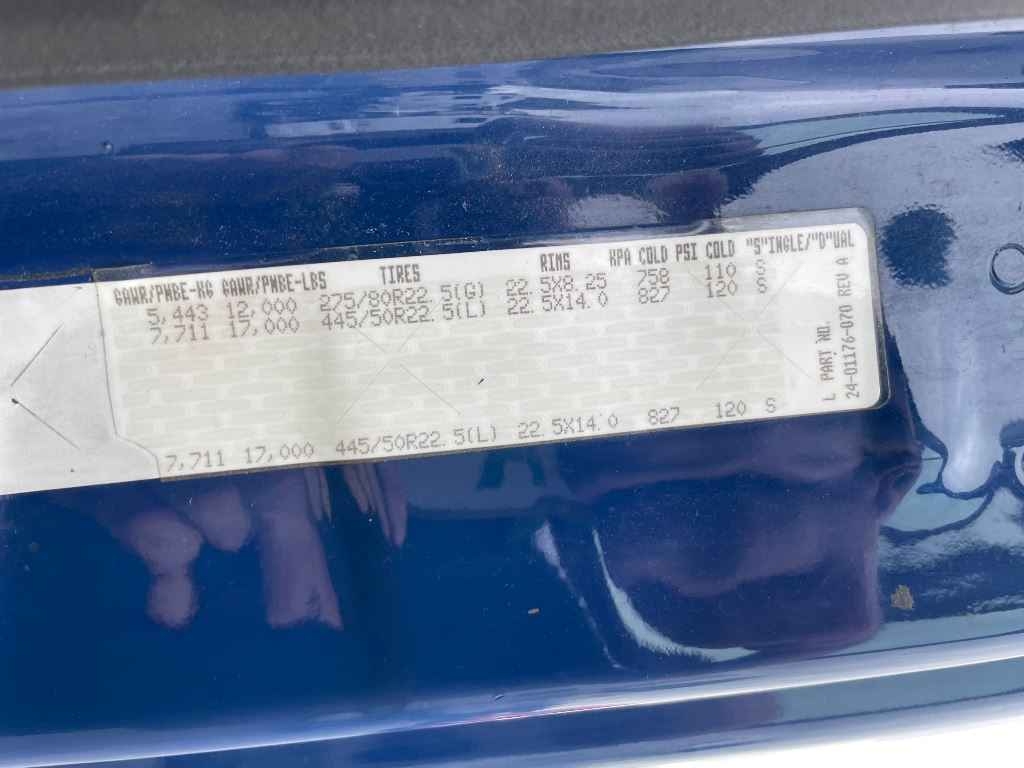 GAWR/PNBE-KG GAWR/PNBE-LBS TIRES RIMS KPA COLD PSI COLD "S"INGLE/"D"UAL
5,443 12,000 275/80R22.5(G) 22.5X8.25 758 110 S
7,711 17,000 445/50R22.5(L) 22.5X14.0 827 120 S
7,711 17,000 445/50R22.5(L) 22.5X14.0 827 120 S
L PART NO.
24-01176-070 REV A